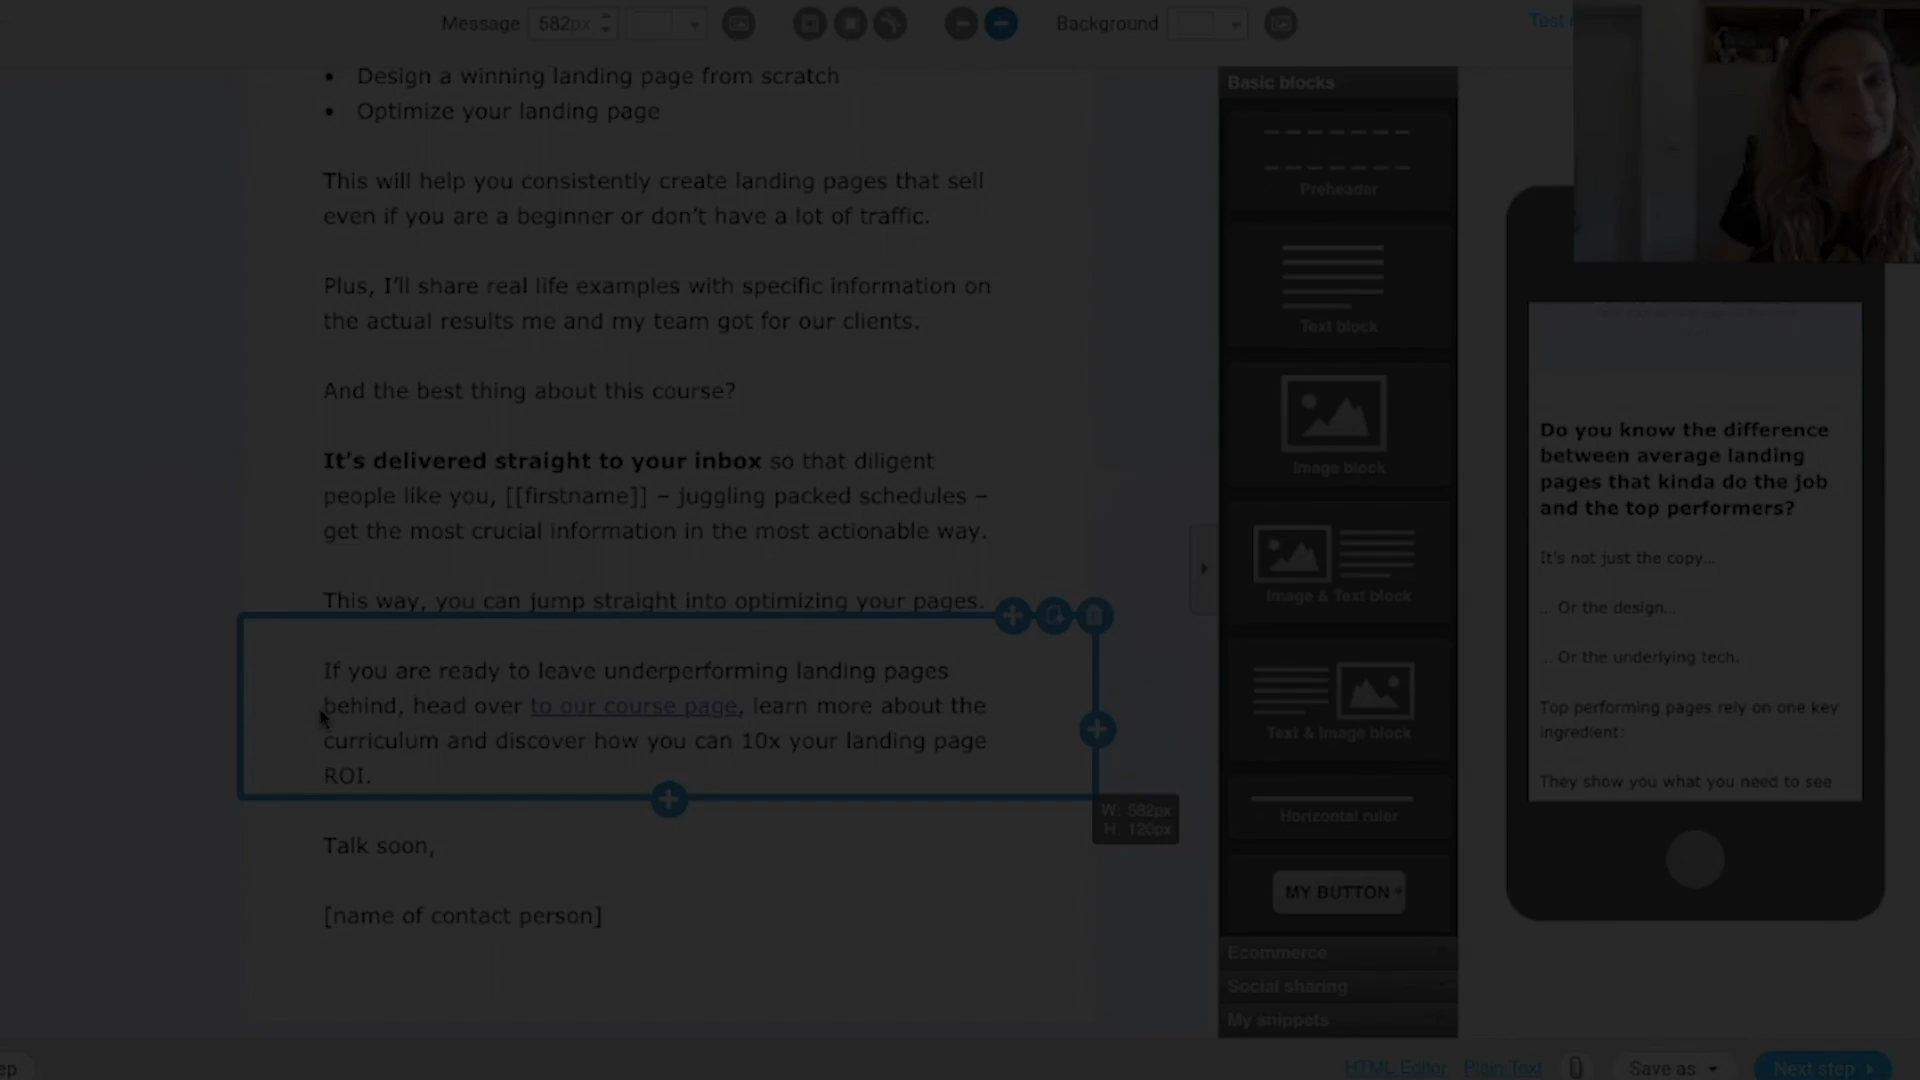 Message 582px Background Test
• Design a winning landing page from scratch
• Optimize your landing page
This will help you consistently create landing pages that sell
even if you are a beginner or don't have a lot of traffic.
Plus, I'll share real life examples with specific information on
the actual results me and my team got for our clients.
And the best thing about this course?
It's delivered straight to your inbox so that diligent
people like you, [[firstname]] – juggling packed schedules –
get the most crucial information in the most actionable way.
This way, you can jump straight into optimizing your pages.
If you are ready to leave underperforming landing pages
behind, head over to our course page, learn more about the
curriculum and discover how you can 10x your landing page
ROI.
W: 582px
H: 120px
Talk soon,
[name of contact person]
Basic blocks
Preheader
Text block
Image block
Image & Text block
Text & Image block
Horizontal ruler
MY BUTTON
Ecommerce
Social sharing
My snippets
Do you know the difference
between average landing
pages that kinda do the job
and the top performers?
It's not just the copy...
... Or the design...
... Or the underlying tech.
Top performing pages rely on one key
ingredient:
They show you what you need to see
ep
HTML Editor Plain Text Save as Next step